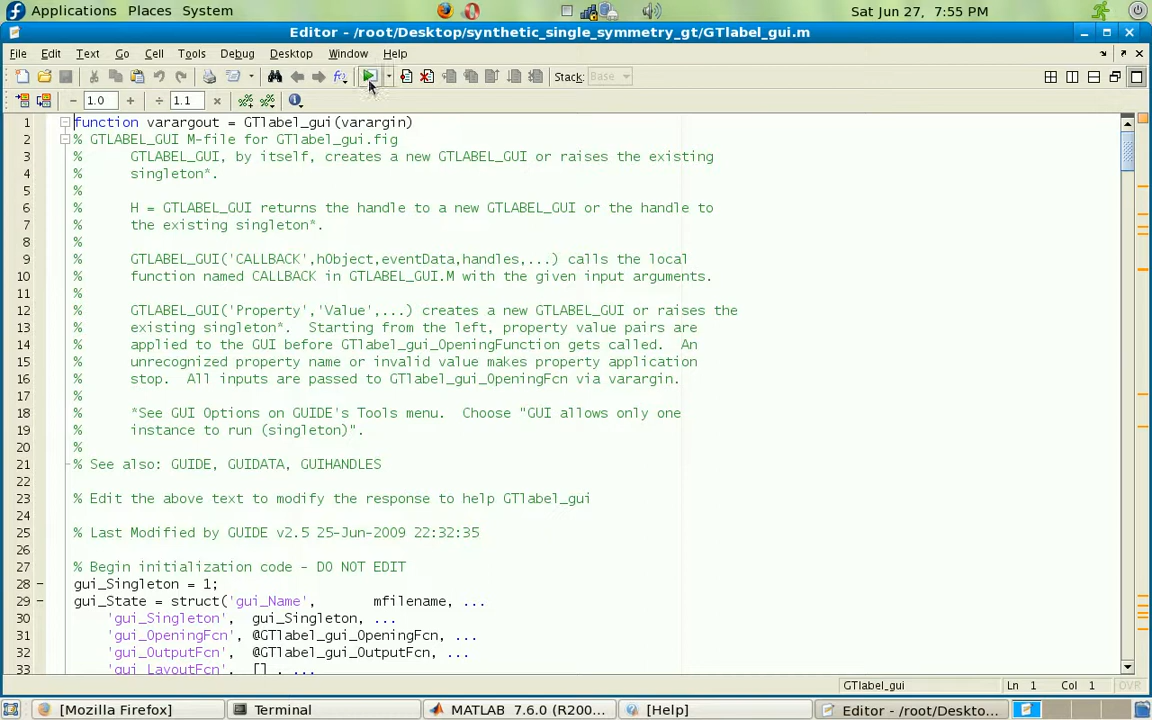 Applications Places System Sat Jun 27, 7:55 PM
Editor - /root/Desktop/synthetic_single_symmetry_gt/GTlabel_gui.m
File Edit Text Go Cell Tools Debug Desktop Window Help
Stack: Base
1.0 1.1
1 function varargout = GTlabel_gui(varargin)
2 % GTLABEL_GUI M-file for GTlabel_gui.fig
3 % GTLABEL_GUI, by itself, creates a new GTLABEL_GUI or raises the existing
4 % singleton*.
5 %
6 % H = GTLABEL_GUI returns the handle to a new GTLABEL_GUI or the handle to
7 % the existing singleton*.
8 %
9 % GTLABEL_GUI('CALLBACK',hObject,eventData,handles,...) calls the local
10 % function named CALLBACK in GTLABEL_GUI.M with the given input arguments.
11 %
12 % GTLABEL_GUI('Property','Value',...) creates a new GTLABEL_GUI or raises the
13 % existing singleton*. Starting from the left, property value pairs are
14 % applied to the GUI before GTlabel_gui_OpeningFunction gets called. An
15 % unrecognized property name or invalid value makes property application
16 % stop. All inputs are passed to GTlabel_gui_OpeningFcn via varargin.
17 %
18 % *See GUI Options on GUIDE's Tools menu. Choose "GUI allows only one
19 % instance to run (singleton)".
20 %
21 % See also: GUIDE, GUIDATA, GUIHANDLES
22
23 % Edit the above text to modify the response to help GTlabel_gui
24
25 % Last Modified by GUIDE v2.5 25-Jun-2009 22:32:35
26
27 % Begin initialization code - DO NOT EDIT
28 gui_Singleton = 1;
29 gui_State = struct('gui_Name', mfilename, ...
30 'gui_Singleton', gui_Singleton, ...
31 'gui_OpeningFcn', @GTlabel_gui_OpeningFcn, ...
32 'gui_OutputFcn', @GTlabel_gui_OutputFcn, ...
33 'gui_LayoutFcn', [] , ...
GTlabel_gui Ln 1 Col 1 OVR
[Mozilla Firefox] Terminal MATLAB 7.6.0 (R200... [Help] Editor - /root/Deskto...